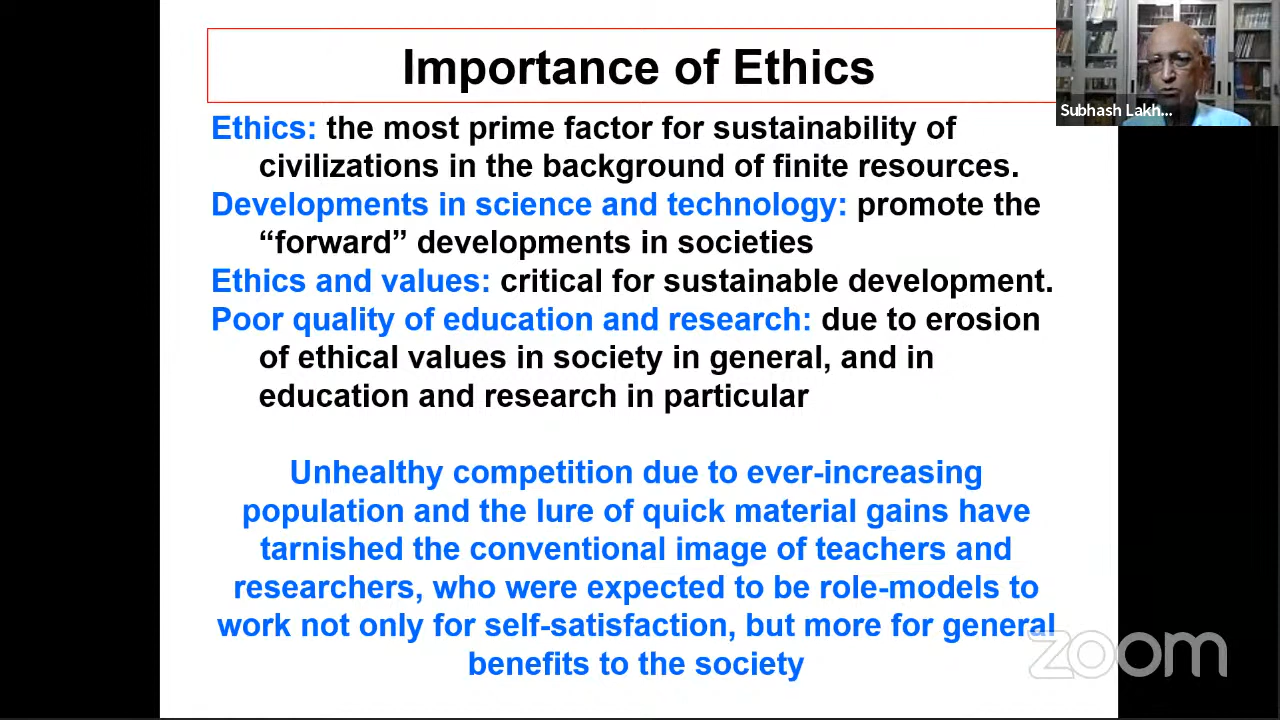 Importance of Ethics
Subhash Lakh...
Ethics: the most prime factor for sustainability of
civilizations in the background of finite resources.
Developments in science and technology: promote the
“forward” developments in societies
Ethics and values: critical for sustainable development.
Poor quality of education and research: due to erosion
of ethical values in society in general, and in
education and research in particular
Unhealthy competition due to ever-increasing
population and the lure of quick material gains have
tarnished the conventional image of teachers and
researchers, who were expected to be role-models to
work not only for self-satisfaction, but more for general
benefits to the society
zoom